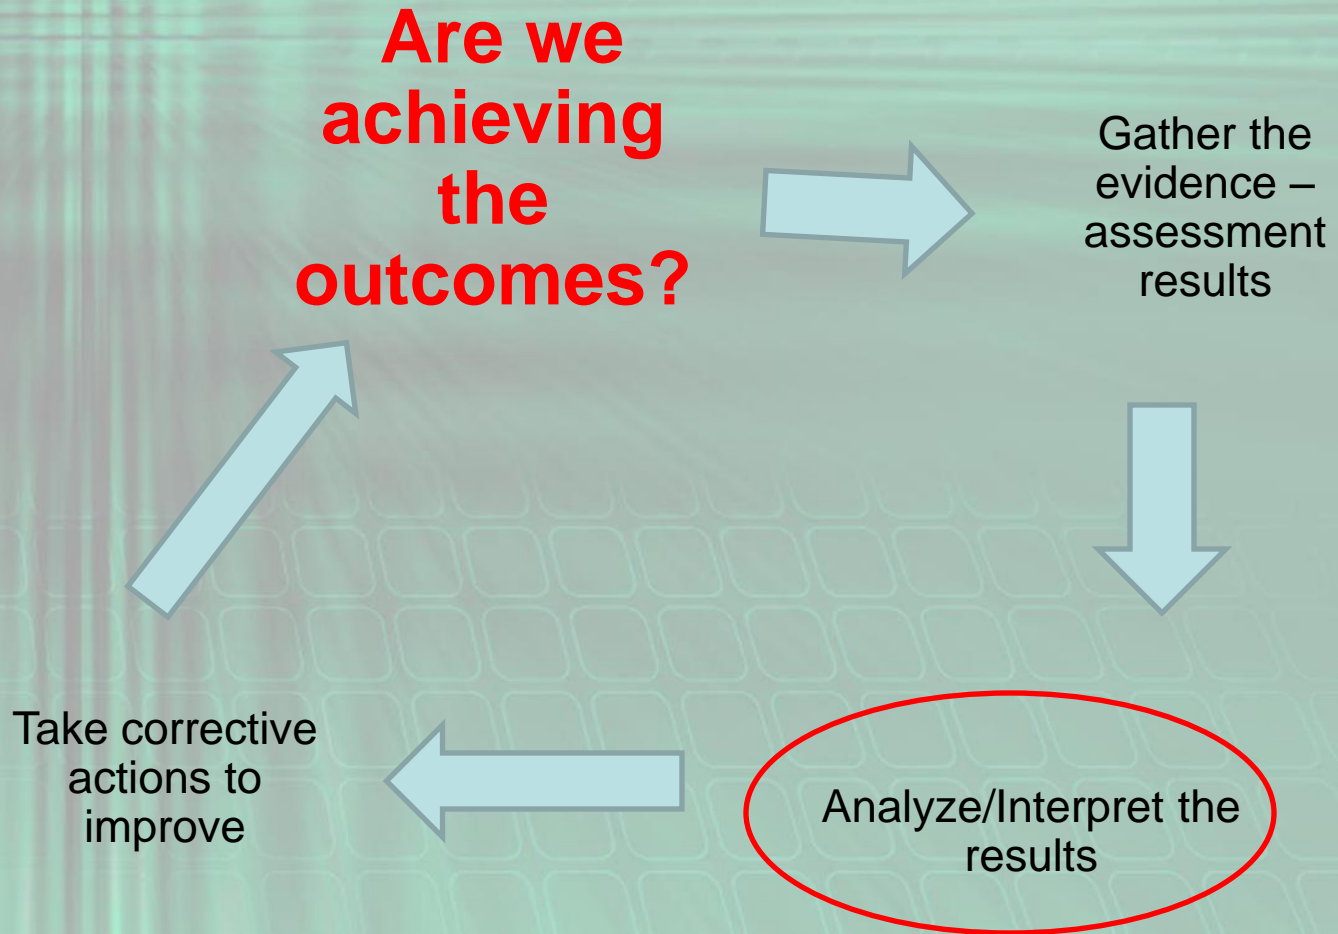 Are we
achieving
the
outcomes?
Gather the
evidence –
assessment
results
Analyze/Interpret the
results
Take corrective
actions to
improve